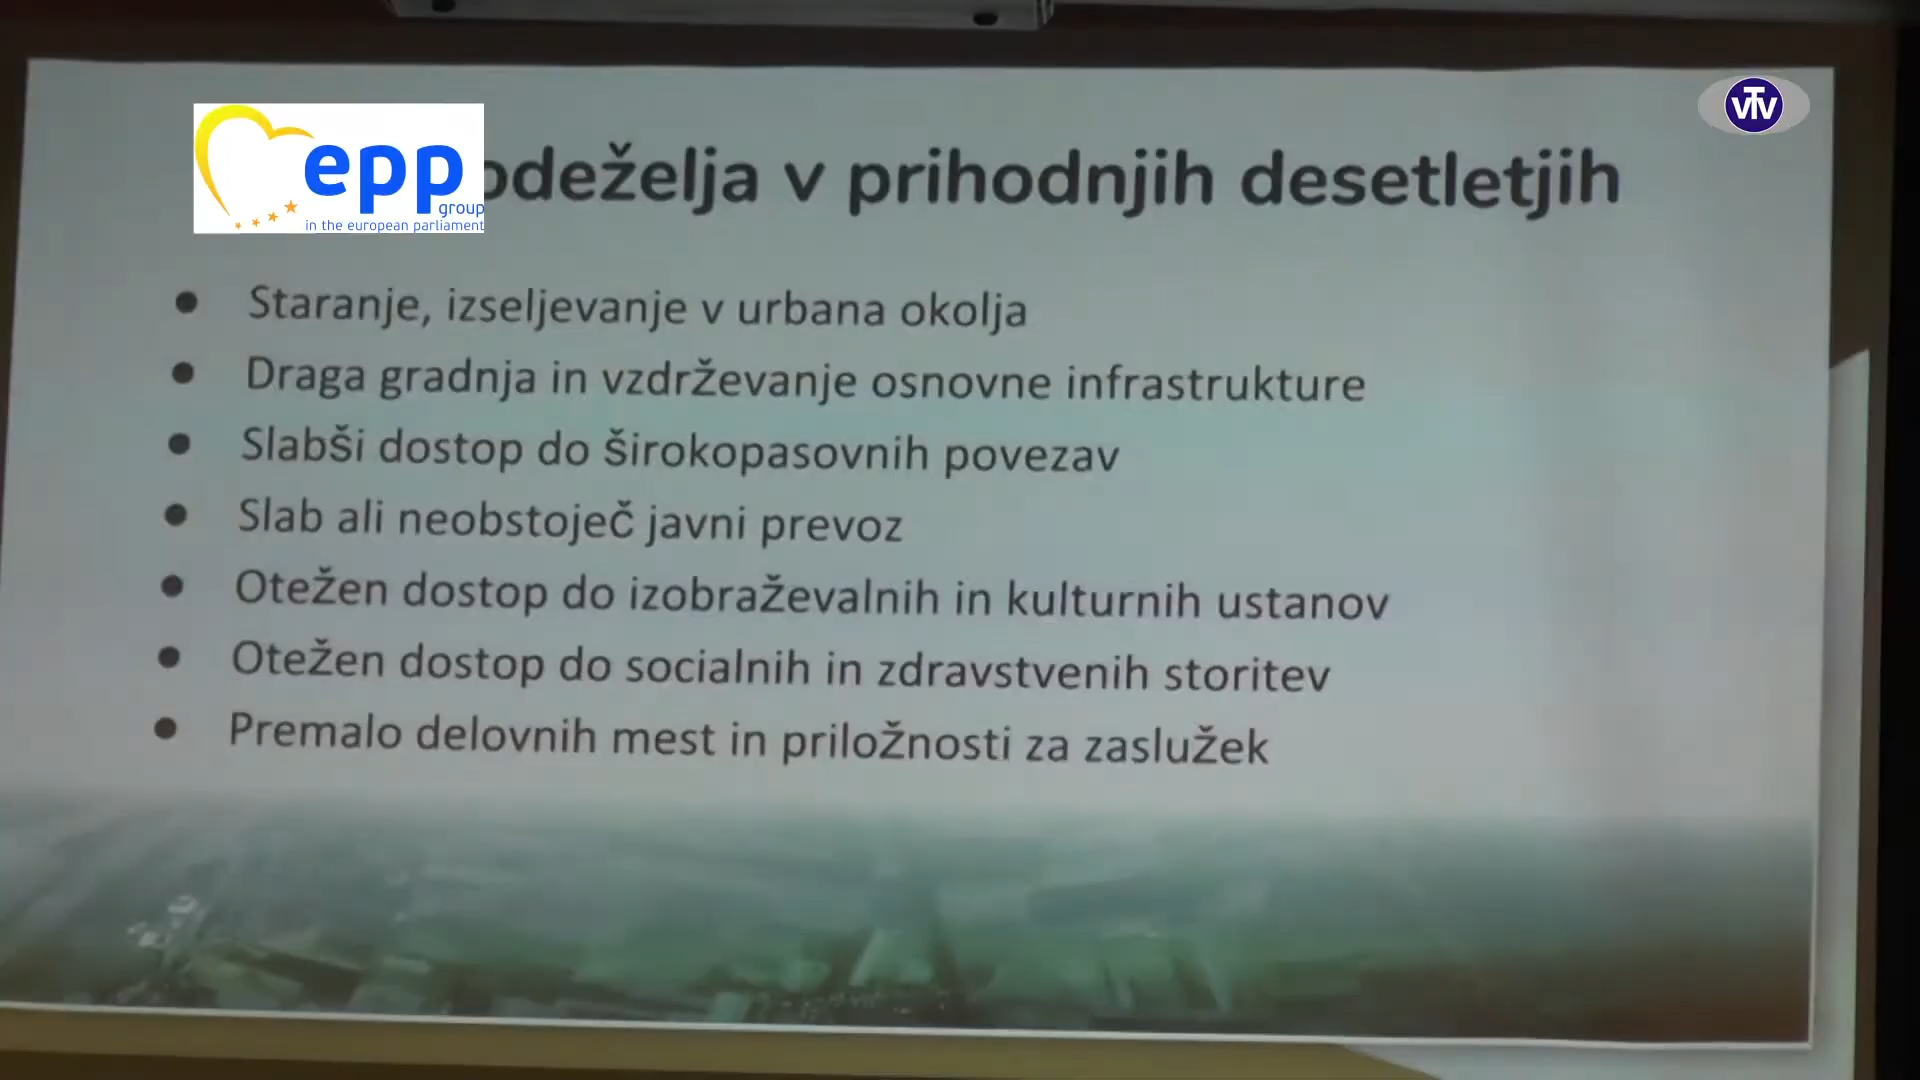 epp
group
in the european parliament
VTV
odeželja v prihodnjih desetletjih
● Staranje, izseljevanje v urbana okolja
● Draga gradnja in vzdrževanje osnovne infrastrukture
● Slabši dostop do širokopasovnih povezav
● Slab ali neobstoječ javni prevoz
● Otežen dostop do izobraževalnih in kulturnih ustanov
● Otežen dostop do socialnih in zdravstvenih storitev
● Premalo delovnih mest in priložnosti za zaslužek